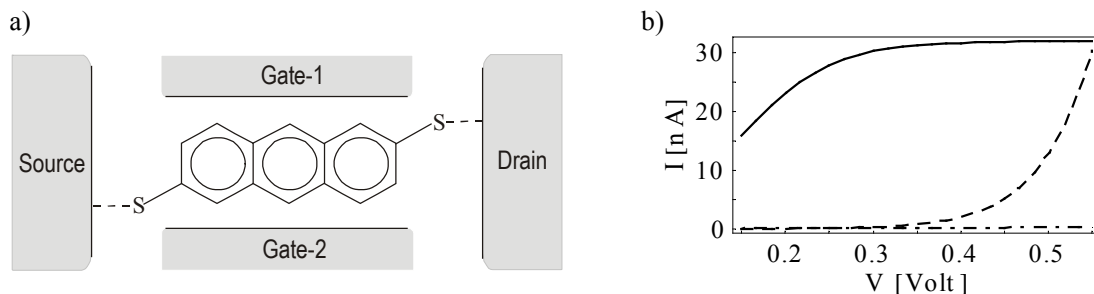 a)
Gate-1
S
Source
Drain
S
Gate-2
b)
30
20
10
0
I [n A]
0.2 0.3 0.4 0.5
V [Volt]